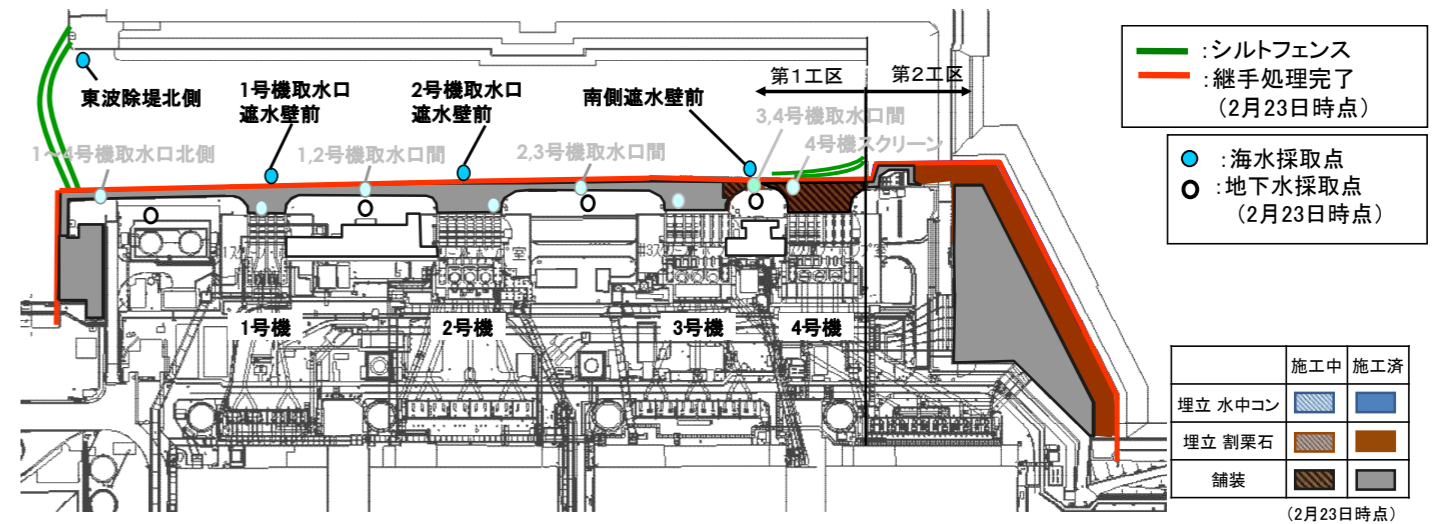 第1工区
第2工区
東波除堤北側
1号機取水口
遮水壁前
2号機取水口
遮水壁前
南側遮水壁前
3,4号機取水口間
4号機スクリーン
1~4号機取水口北側
1,2号機取水口間
2,3号機取水口間
1号機
2号機
3号機
4号機
:シルトフェンス
:継手処理完了
(2月23日時点)
:海水採取点
:地下水採取点
(2月23日時点)
施工中 施工済
埋立 水中コン
埋立 割栗石
舗装
(2月23日時点)